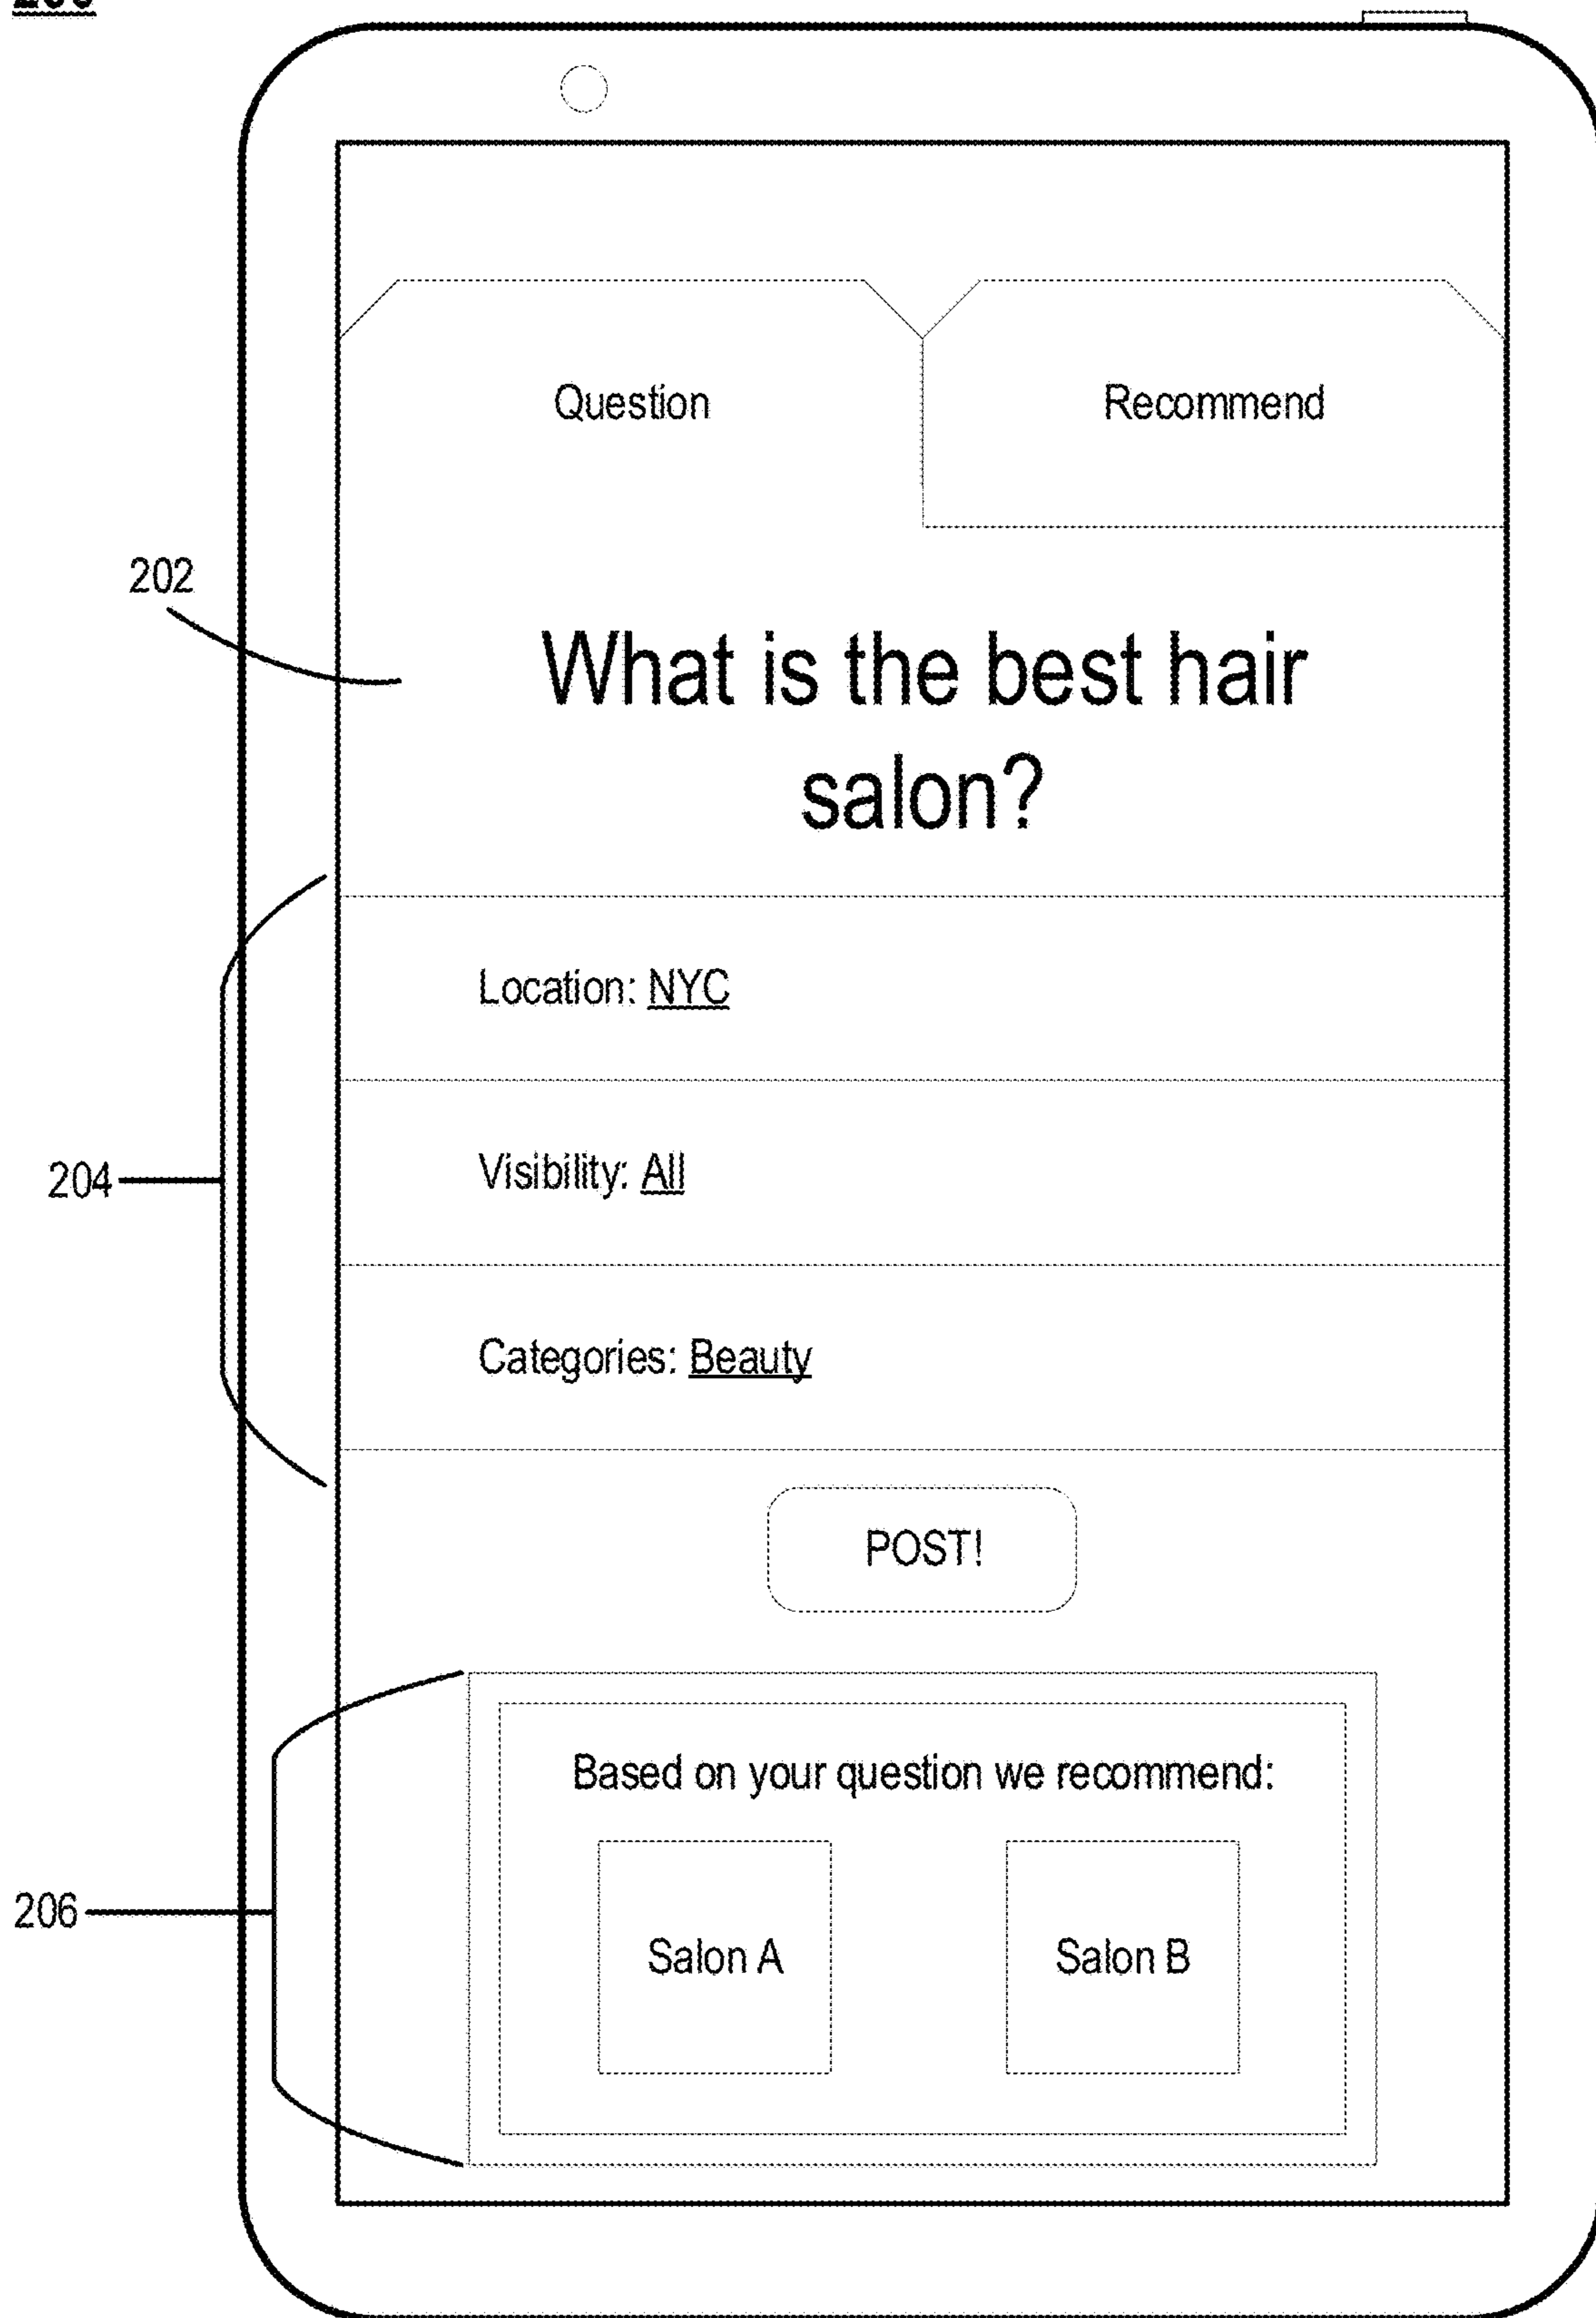 Question
Recommend
202
What is the best hair
salon?
Location: NYC
204
Visibility: All
Categories: Beauty
POST!
Based on your question we recommend:
206
Salon A
Salon B